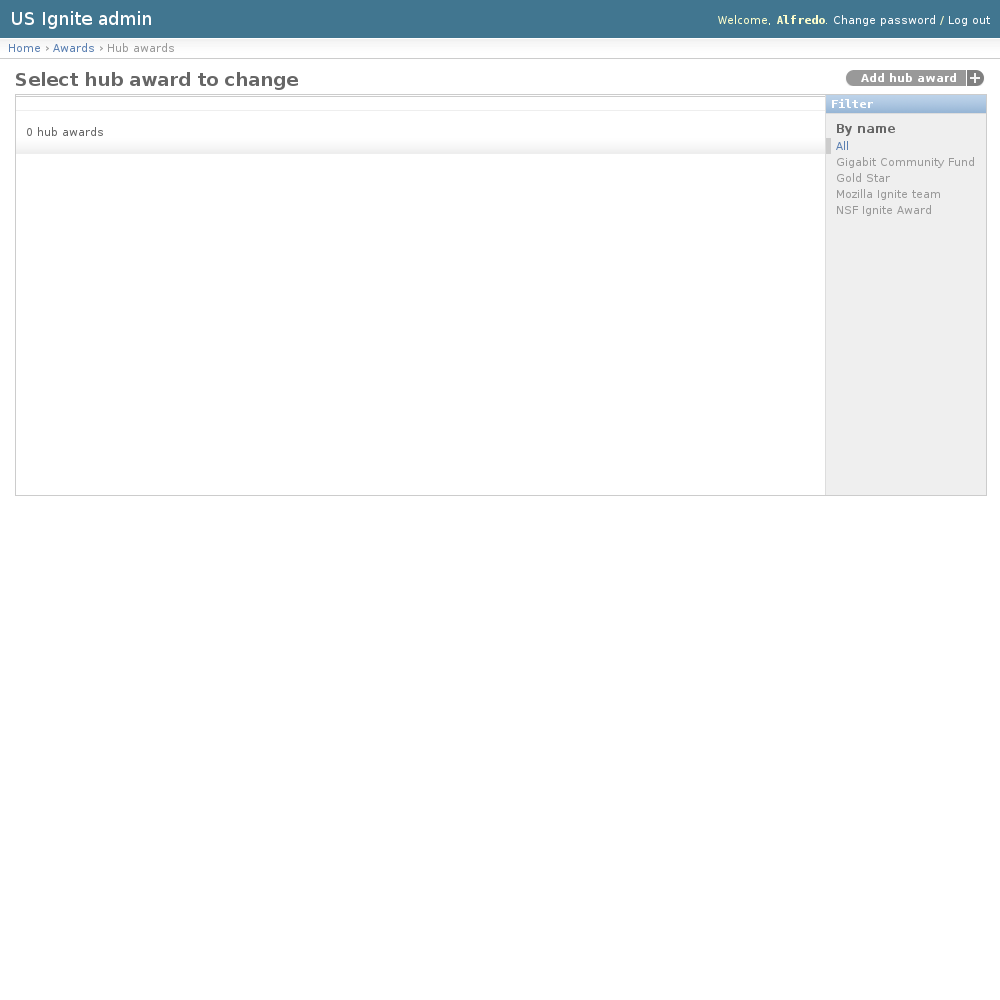 US Ignite admin
Welcome, Alfredo. Change password / Log out
Home › Awards › Hub awards
Select hub award to change
Add hub award +
0 hub awards
Filter
By name
All
Gigabit Community Fund
Gold Star
Mozilla Ignite team
NSF Ignite Award